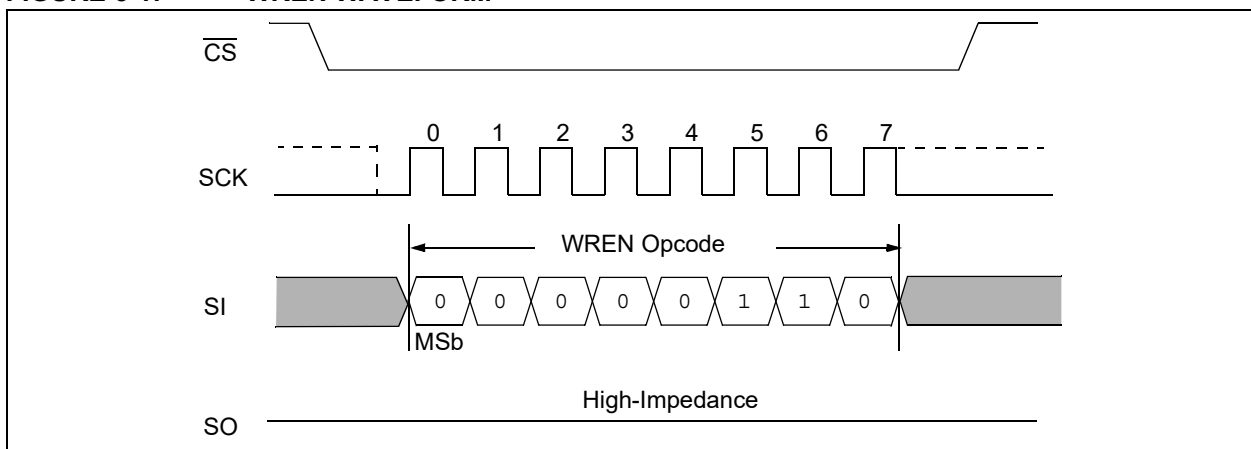 CS
0 1 2 3 4 5 6 7
SCK
WREN Opcode
SI 0 0 0 0 0 1 1 0
MSb
High-Impedance
SO